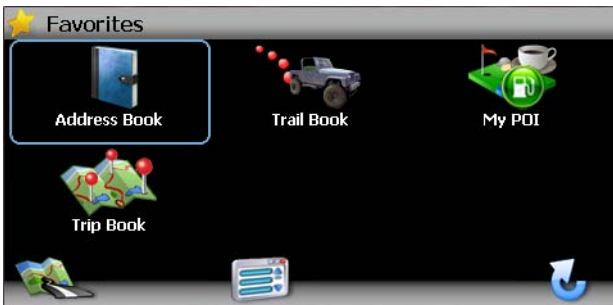 Favorites
Address Book
Trail Book
My POI
Trip Book